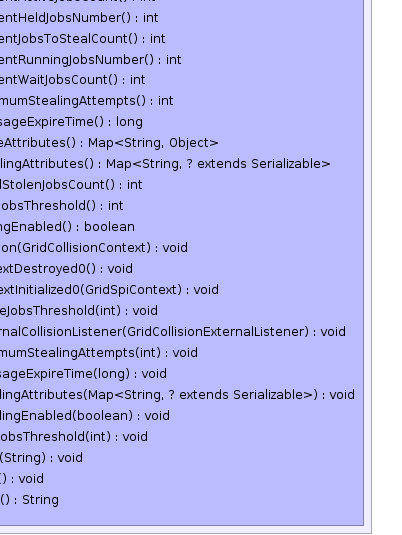 entHeldJobsNumber() : int
entJobsToStealCount() : int
entRunningJobsNumber() : int
entWaitJobsCount() : int
mumStealingAttempts() : int
sageExpireTime() : long
eAttributes() : Map<String, Object>
lingAttributes() : Map<String, ? extends Serializable>
lStolenJobsCount() : int
obsThreshold() : int
ngEnabled() : boolean
on(GridCollisionContext) : void
extDestroyed0() : void
extInitialized0(GridSpiContext) : void
eJobsThreshold(int) : void
rnalCollisionListener(GridCollisionExternalListener) : void
mumStealingAttempts(int) : void
sageExpireTime(long) : void
lingAttributes(Map<String, ? extends Serializable>) : void
lingEnabled(boolean) : void
obsThreshold(int) : void
(String) : void
() : void
() : String